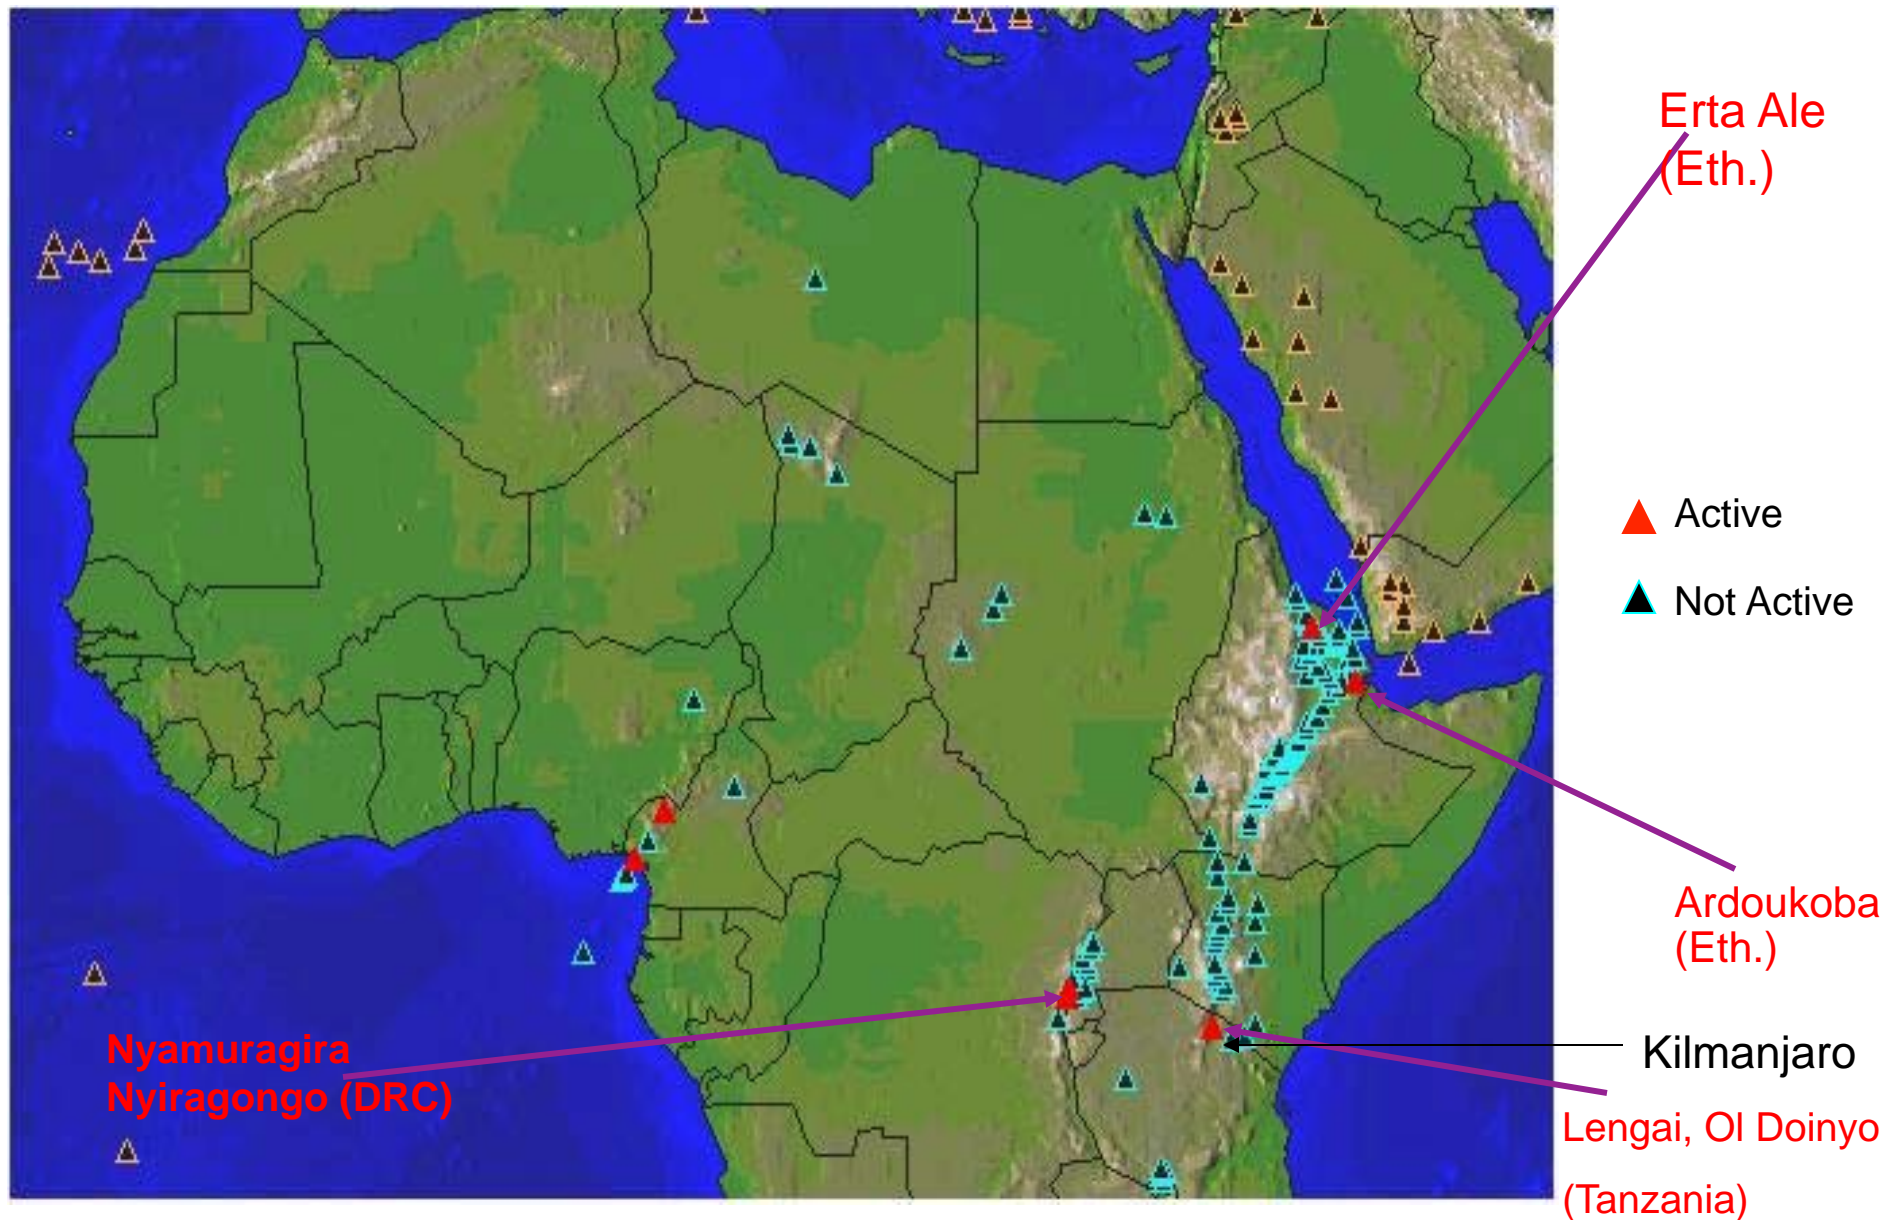 Erta Ale
(Eth.)
Active
Not Active
Ardoukoba
(Eth.)
Nyamuragira
Nyiragongo (DRC)
Kilmanjaro
Lengai, Ol Doinyo
(Tanzania)